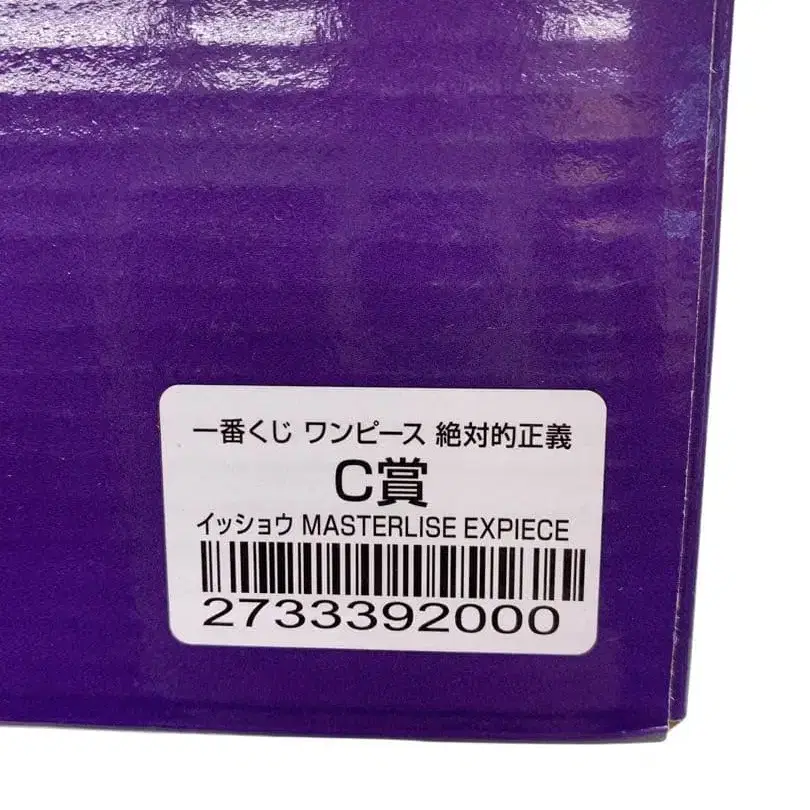 一番くじ ワンピース 絶対的正義
C賞
イッショウ MASTERLISE EXPIECE
2733392000